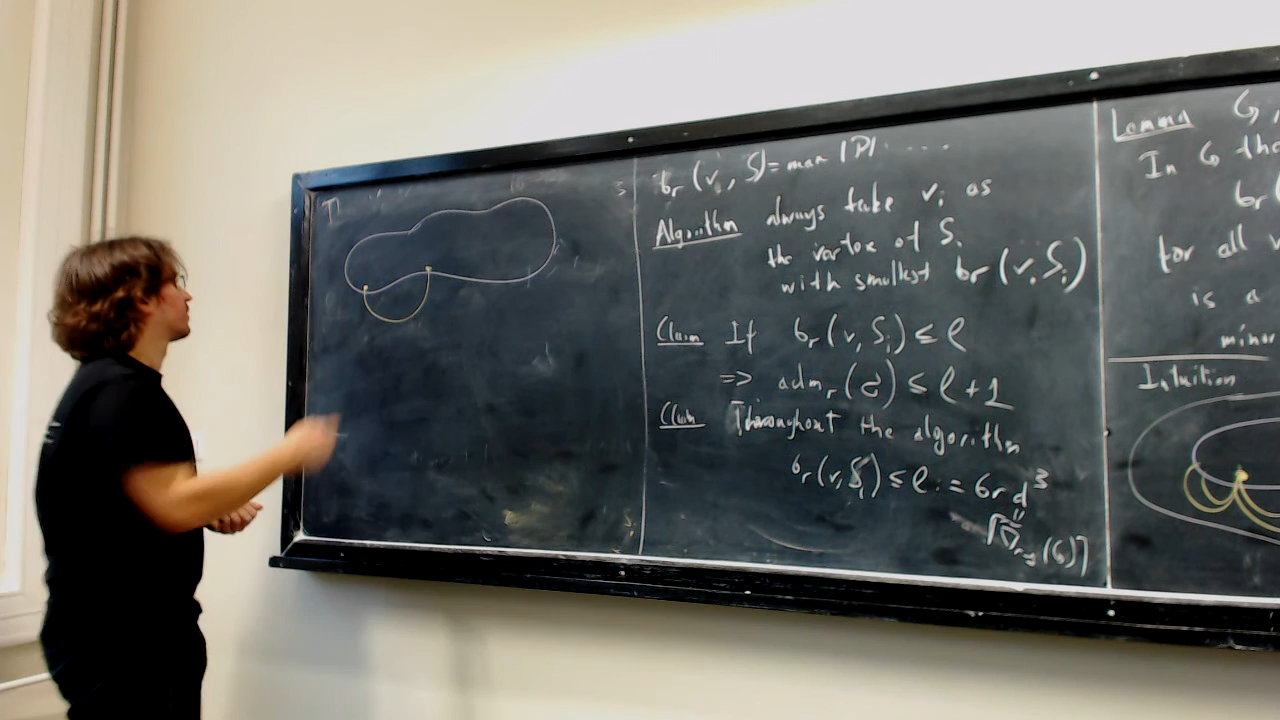 br(v, S) = max |P| ....
Algorithm always take vi as
the vertex of Si
with smallest br(v, Si)
Claim If br(v, Si) ≤ ℓ
=> admr(G) ≤ ℓ+1
Claim Throughout the algorithm
br(v, Si) ≤ ℓ := 6rd³
Lemma G,
In G the
br(
for all v
is a
minor
Intuition